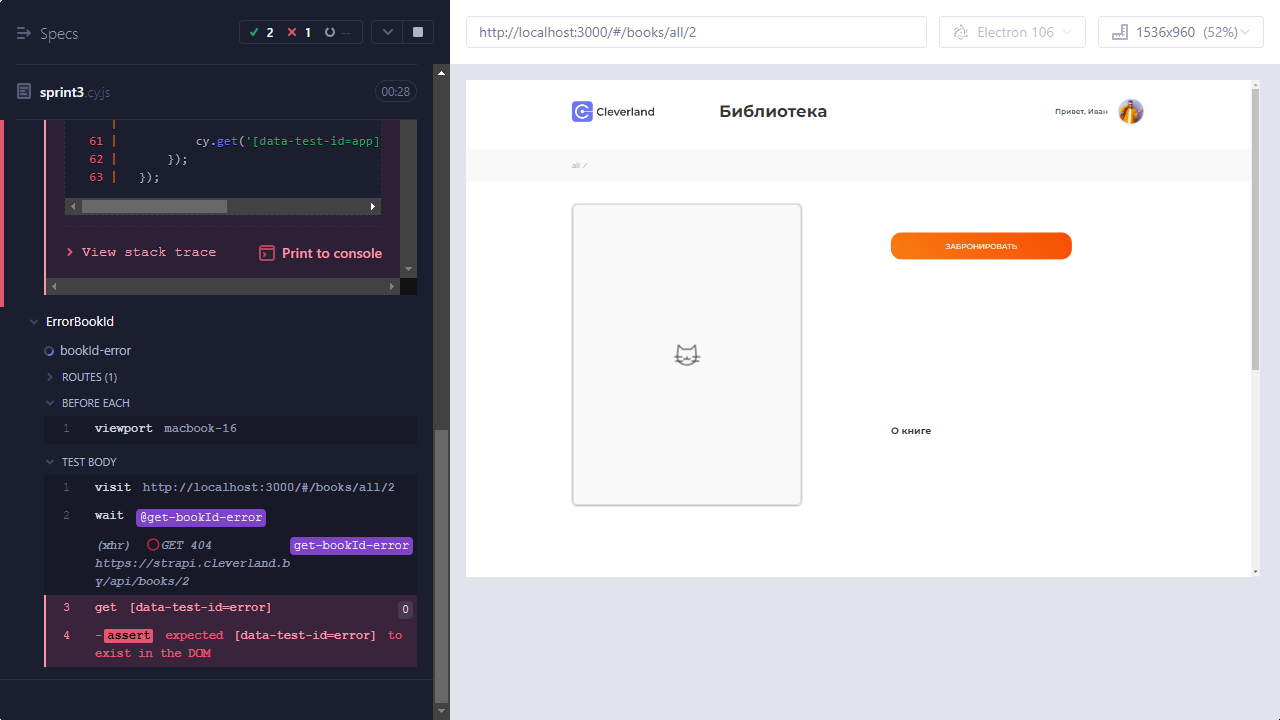 Specs
2
1
--
http://localhost:3000/#/books/all/2
Electron 106
1536x960 (52%)
sprint3.cy.js
00:28
61 | cy.get('[data-test-id=app]
62 | });
63 | });
View stack trace
Print to console
ErrorBookId
bookId-error
ROUTES (1)
BEFORE EACH
1 viewport macbook-16
TEST BODY
1 visit http://localhost:3000/#/books/all/2
2 wait @get-bookId-error
(xhr) GET 404 get-bookId-error
https://strapi.cleverland.b
y/api/books/2
3 get [data-test-id=error] 0
4 -assert expected [data-test-id=error] to
exist in the DOM
Cleverland
Библиотека
Привет, Иван
all /
ЗАБРОНИРОВАТЬ
О книге